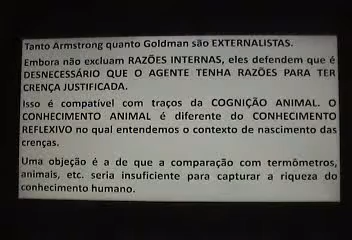 Tanto Armstrong quanto Goldman são EXTERNALISTAS.
Embora não excluam RAZÕES INTERNAS, eles defendem que é
DESNECESSÁRIO QUE O AGENTE TENHA RAZÕES PARA TER
CRENÇA JUSTIFICADA.
Isso é compatível com traços da COGNIÇÃO ANIMAL. O
CONHECIMENTO ANIMAL é diferente do CONHECIMENTO
REFLEXIVO no qual entendemos o contexto de nascimento das
crenças.
Uma objeção é a de que a comparação com termômetros,
animais, etc. seria insuficiente para capturar a riqueza do
conhecimento humano.